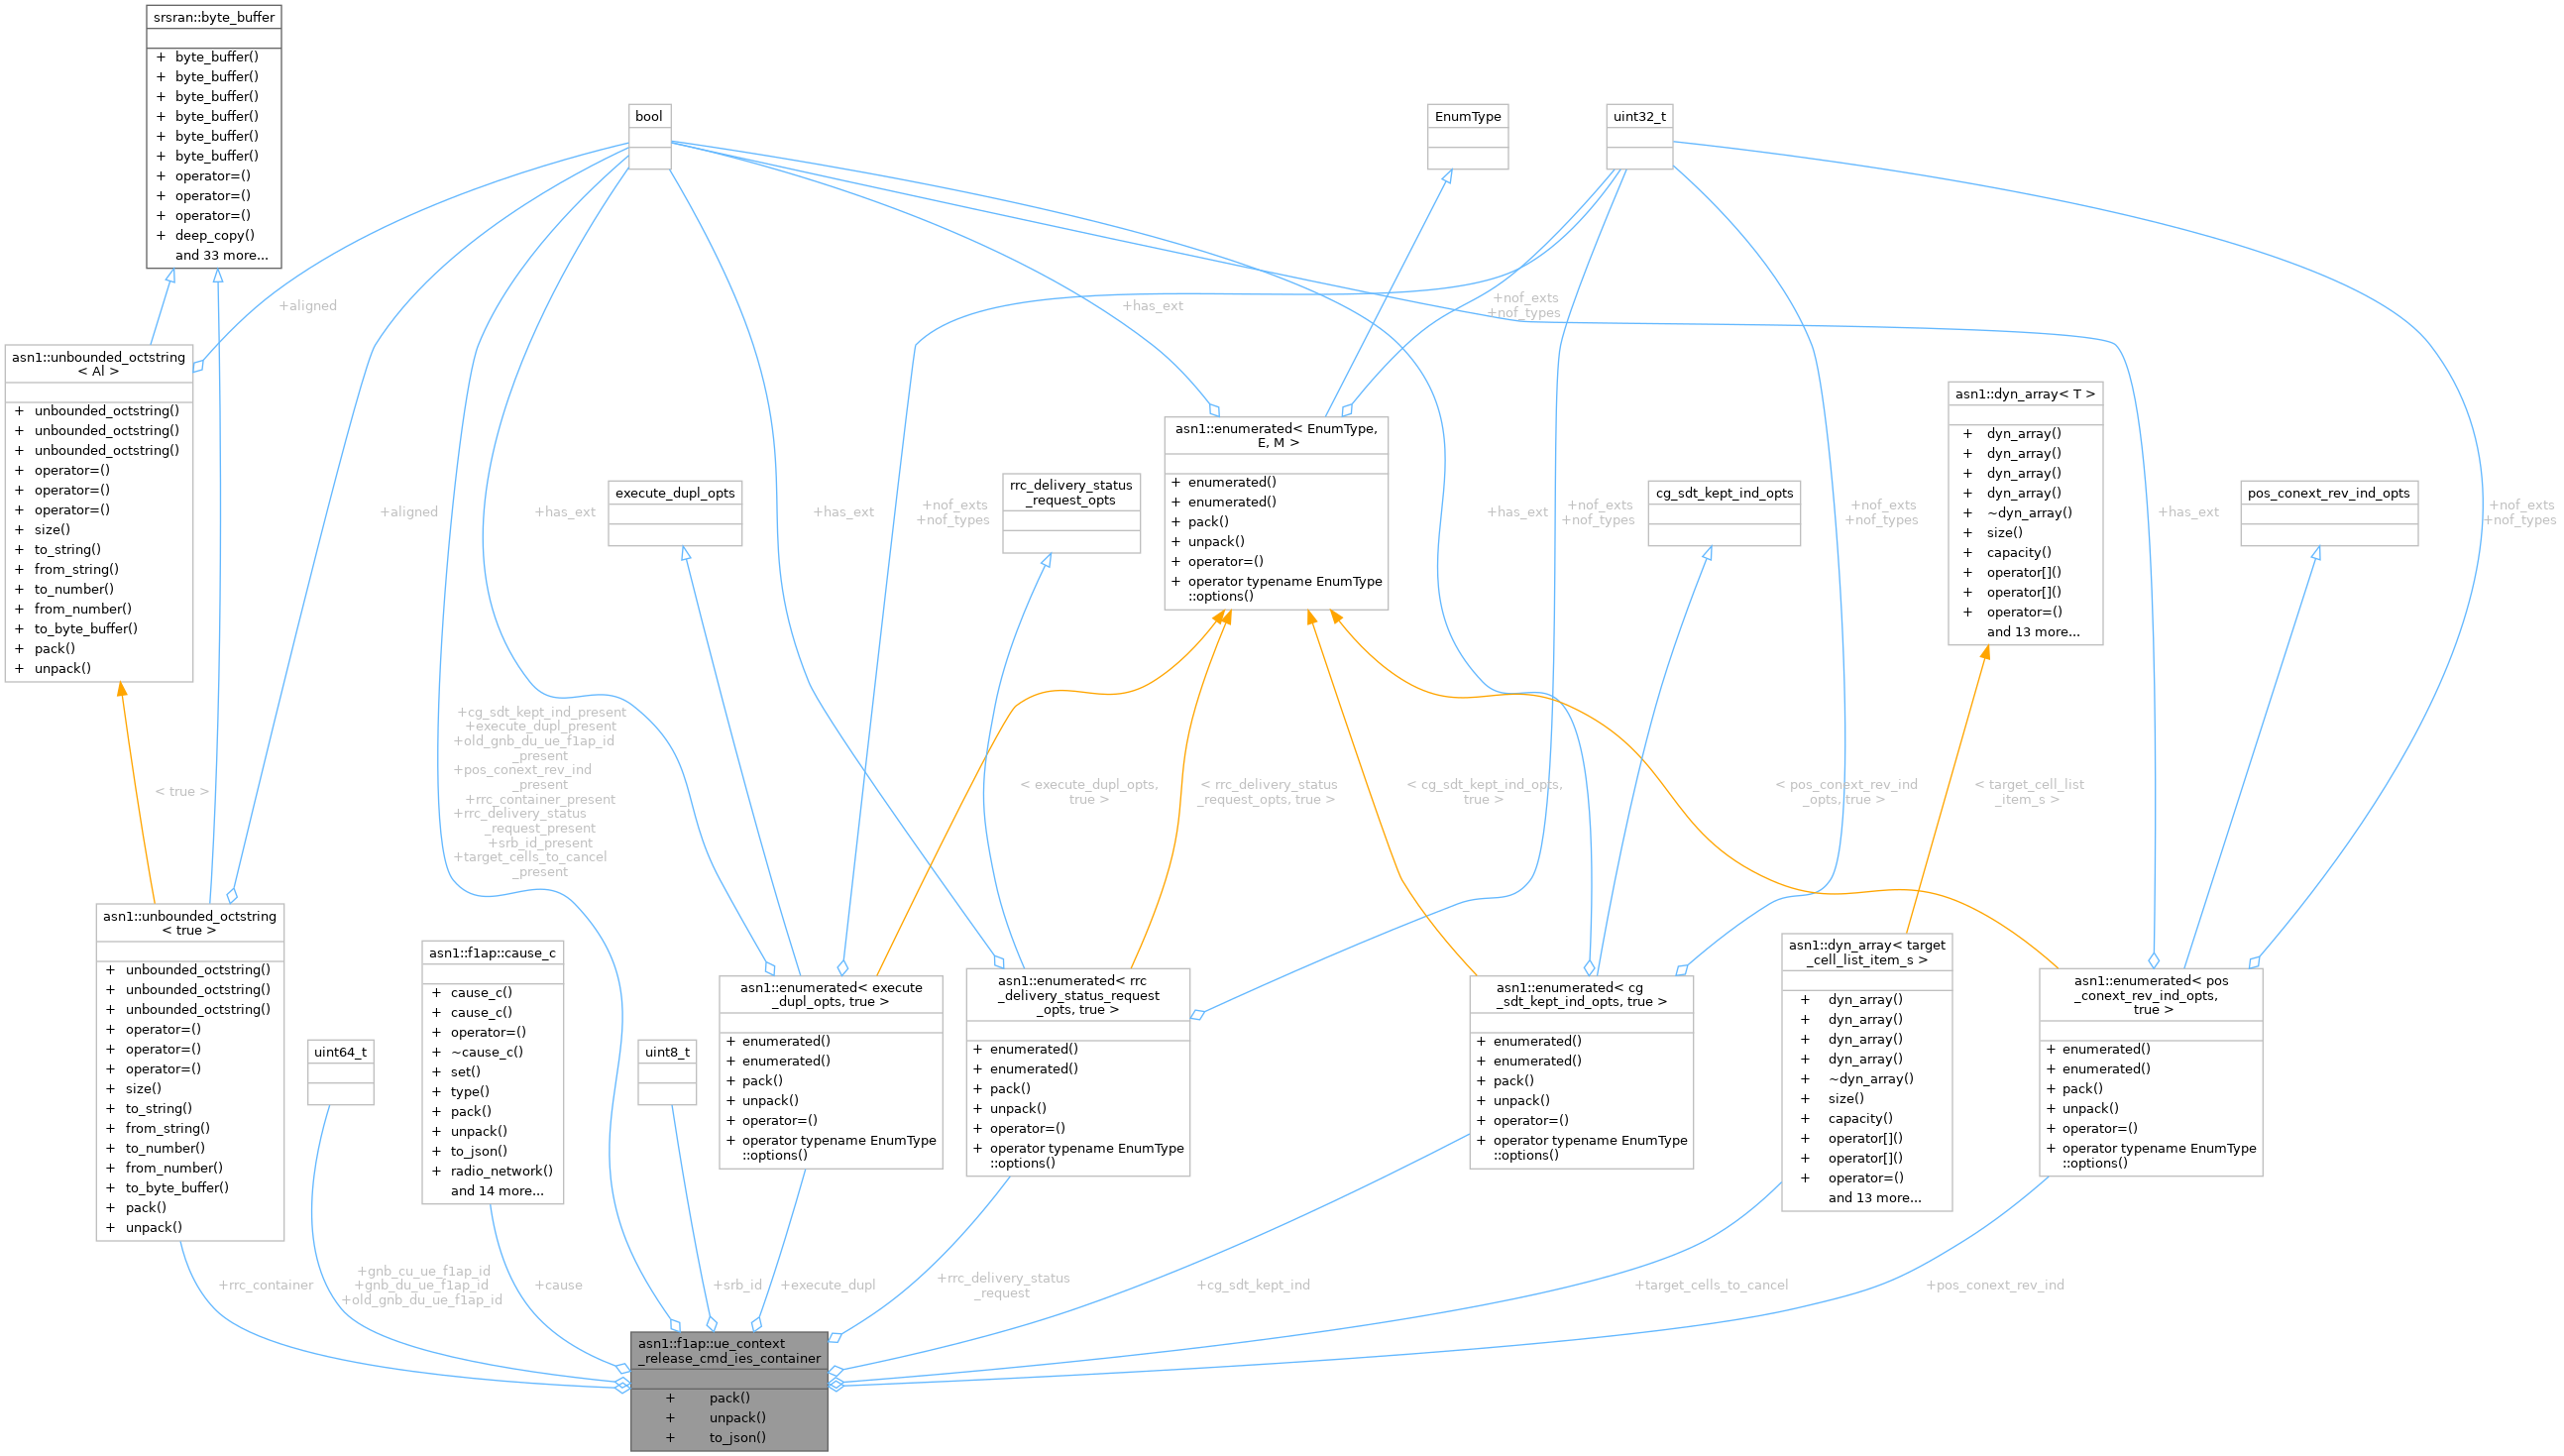 srsran::byte_buffer
+ byte_buffer()
+ byte_buffer()
+ byte_buffer()
+ byte_buffer()
+ byte_buffer()
+ byte_buffer()
+ operator=()
+ operator=()
+ operator=()
+ deep_copy()
and 33 more...
bool
EnumType
uint32_t
+aligned
+has_ext
+nof_exts
+nof_types
asn1::unbounded_octstring
< Al >
+ unbounded_octstring()
+ unbounded_octstring()
+ unbounded_octstring()
+ operator=()
+ operator=()
+ operator=()
+ size()
+ to_string()
+ from_string()
+ to_number()
+ from_number()
+ to_byte_buffer()
+ pack()
+ unpack()
asn1::enumerated< EnumType,
E, M >
+ enumerated()
+ enumerated()
+ pack()
+ unpack()
+ operator=()
+ operator typename EnumType
::options()
asn1::dyn_array< T >
+ dyn_array()
+ dyn_array()
+ dyn_array()
+ dyn_array()
+ ~dyn_array()
+ size()
+ capacity()
+ operator[]()
+ operator[]()
+ operator=()
and 13 more...
execute_dupl_opts
rrc_delivery_status
_request_opts
cg_sdt_kept_ind_opts
pos_conext_rev_ind_opts
+aligned
+has_ext
+has_ext
+nof_exts
+nof_types
+has_ext
+nof_exts
+nof_types
+nof_exts
+nof_types
+has_ext
+nof_exts
+nof_types
+cg_sdt_kept_ind_present
+execute_dupl_present
+old_gnb_du_ue_f1ap_id
_present
+pos_conext_rev_ind
_present
+rrc_container_present
+rrc_delivery_status
_request_present
+srb_id_present
+target_cells_to_cancel
_present
< true >
< execute_dupl_opts,
true >
< rrc_delivery_status
_request_opts, true >
< cg_sdt_kept_ind_opts,
true >
< pos_conext_rev_ind
_opts, true >
< target_cell_list
_item_s >
asn1::unbounded_octstring
< true >
+ unbounded_octstring()
+ unbounded_octstring()
+ unbounded_octstring()
+ operator=()
+ operator=()
+ operator=()
+ size()
+ to_string()
+ from_string()
+ to_number()
+ from_number()
+ to_byte_buffer()
+ pack()
+ unpack()
uint64_t
asn1::f1ap::cause_c
+ cause_c()
+ cause_c()
+ operator=()
+ ~cause_c()
+ set()
+ type()
+ pack()
+ unpack()
+ to_json()
+ radio_network()
and 14 more...
uint8_t
asn1::enumerated< execute
_dupl_opts, true >
+ enumerated()
+ enumerated()
+ pack()
+ unpack()
+ operator=()
+ operator typename EnumType
::options()
asn1::enumerated< rrc
_delivery_status_request
_opts, true >
+ enumerated()
+ enumerated()
+ pack()
+ unpack()
+ operator=()
+ operator typename EnumType
::options()
asn1::enumerated< cg
_sdt_kept_ind_opts, true >
+ enumerated()
+ enumerated()
+ pack()
+ unpack()
+ operator=()
+ operator typename EnumType
::options()
asn1::dyn_array< target
_cell_list_item_s >
+ dyn_array()
+ dyn_array()
+ dyn_array()
+ dyn_array()
+ ~dyn_array()
+ size()
+ capacity()
+ operator[]()
+ operator[]()
+ operator=()
and 13 more...
asn1::enumerated< pos
_conext_rev_ind_opts,
true >
+ enumerated()
+ enumerated()
+ pack()
+ unpack()
+ operator=()
+ operator typename EnumType
::options()
+rrc_container
+gnb_cu_ue_f1ap_id
+gnb_du_ue_f1ap_id
+old_gnb_du_ue_f1ap_id
+cause
+srb_id
+execute_dupl
+rrc_delivery_status
_request
+cg_sdt_kept_ind
+target_cells_to_cancel
+pos_conext_rev_ind
asn1::f1ap::ue_context
_release_cmd_ies_container
+ pack()
+ unpack()
+ to_json()